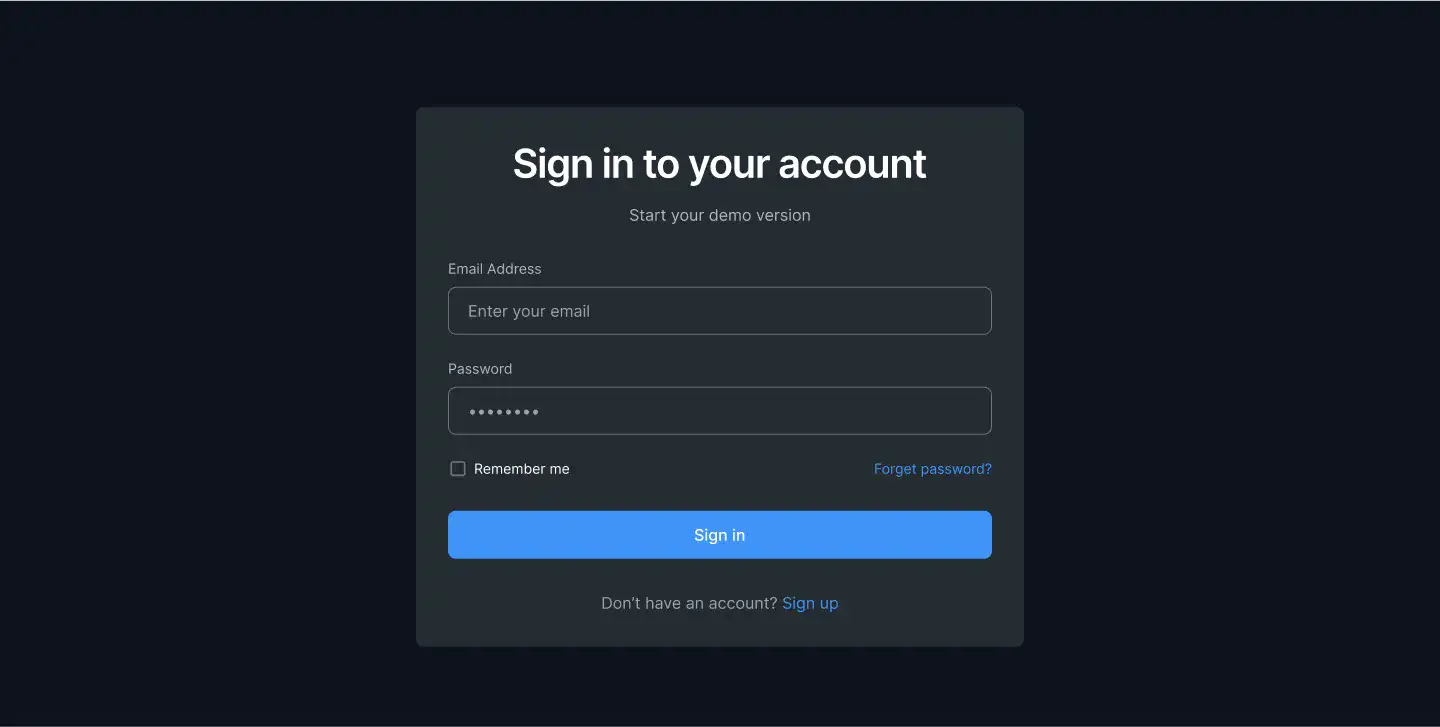 Sign in to your account
Start your demo version
Email Address
Enter your email
Password
••••••••
Remember me
Forget password?
Sign in
Don’t have an account? Sign up